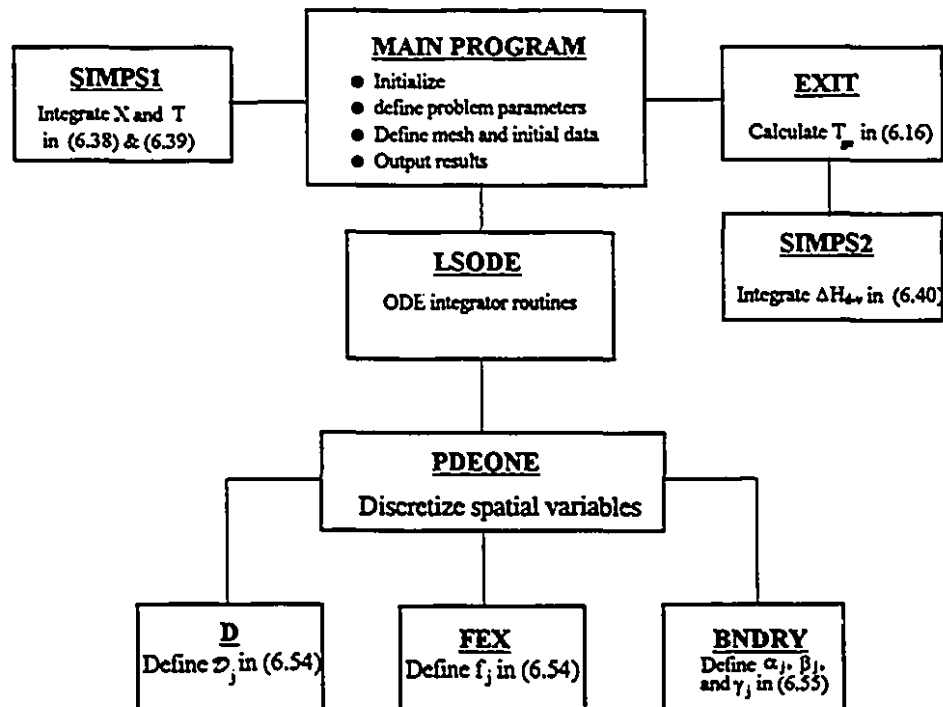 MAIN PROGRAM
● Initialize
● define problem parameters
● Define mesh and initial data
● Output results
SIMPS1
Integrate X and T
in (6.38) & (6.39)
EXIT
Calculate T in (6.16)
SIMPS2
Integrate ΔH in (6.40)
LSODE
ODE integrator routines
PDEONE
Discretize spatial variables
D
Define 𝒟j in (6.54)
FEX
Define fj in (6.54)
BNDRY
Define αj, βj,
and γj in (6.55)